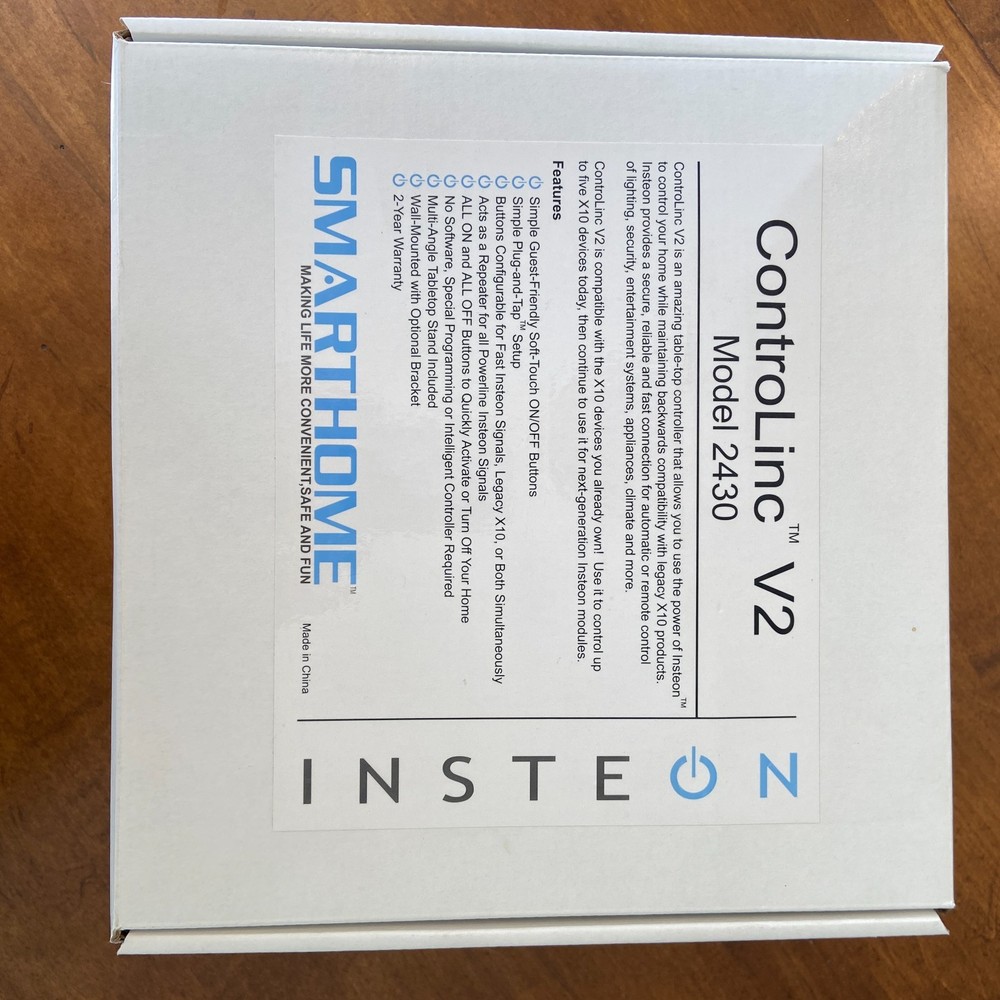 ControLinc™ V2
Model 2430
ControLinc V2 is an amazing table-top controller that allows you to use the power of Insteon™
to control your home while maintaining backwards compatibility with legacy X10 products.
Insteon provides a secure, reliable and fast connection for automatic or remote control
of lighting, security, entertainment systems, appliances, climate and more.
ControLinc V2 is compatible with the X10 devices you already own! Use it to control up
to five X10 devices today, then continue to use it for next-generation Insteon modules.
Features
Simple Guest-Friendly Soft-Touch ON/OFF Buttons
Simple Plug-and-Tap™ Setup
Buttons Configurable for Fast Insteon Signals, Legacy X10, or Both Simultaneously
Acts as a Repeater for all Powerline Insteon Signals
ALL ON and ALL OFF Buttons to Quickly Activate or Turn Off Your Home
No Software, Special Programming or Intelligent Controller Required
Multi-Angle Tabletop Stand Included
Wall-Mounted with Optional Bracket
2-Year Warranty
SMARTHOME™
MAKING LIFE MORE CONVENIENT,SAFE AND FUN
Made in China
INSTEON